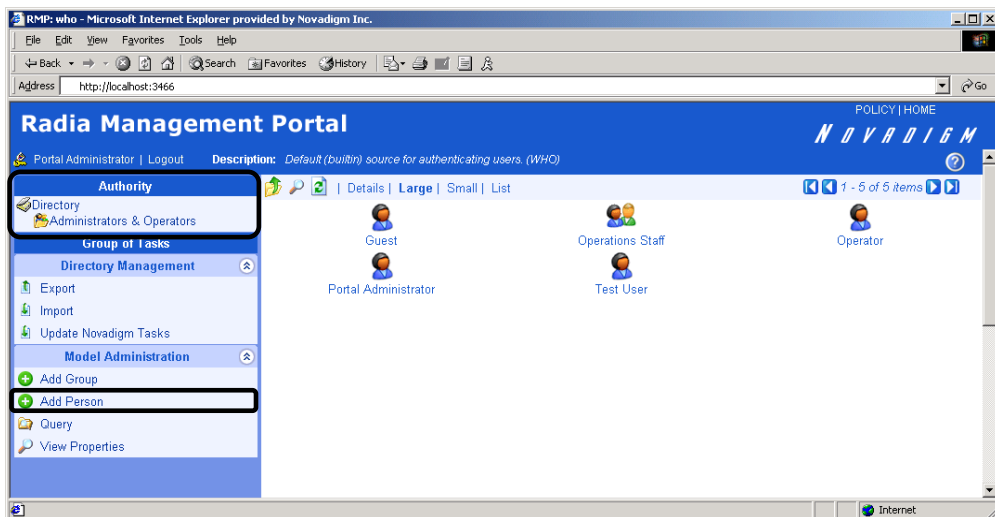 RMP: who - Microsoft Internet Explorer provided by Novadigm Inc.
File Edit View Favorites Tools Help
Back Search Favorites History
Address http://localhost:3466 Go
POLICY | HOME
Radia Management Portal
NOVADIGM
Portal Administrator | Logout Description: Default (builtin) source for authenticating users. (WHO)
Authority
| Details | Large | Small | List
1 - 5 of 5 items
Directory
Administrators & Operators
Group of Tasks
Directory Management
Export
Import
Update Novadigm Tasks
Model Administration
Add Group
Add Person
Query
View Properties
Guest
Operations Staff
Operator
Portal Administrator
Test User
Internet